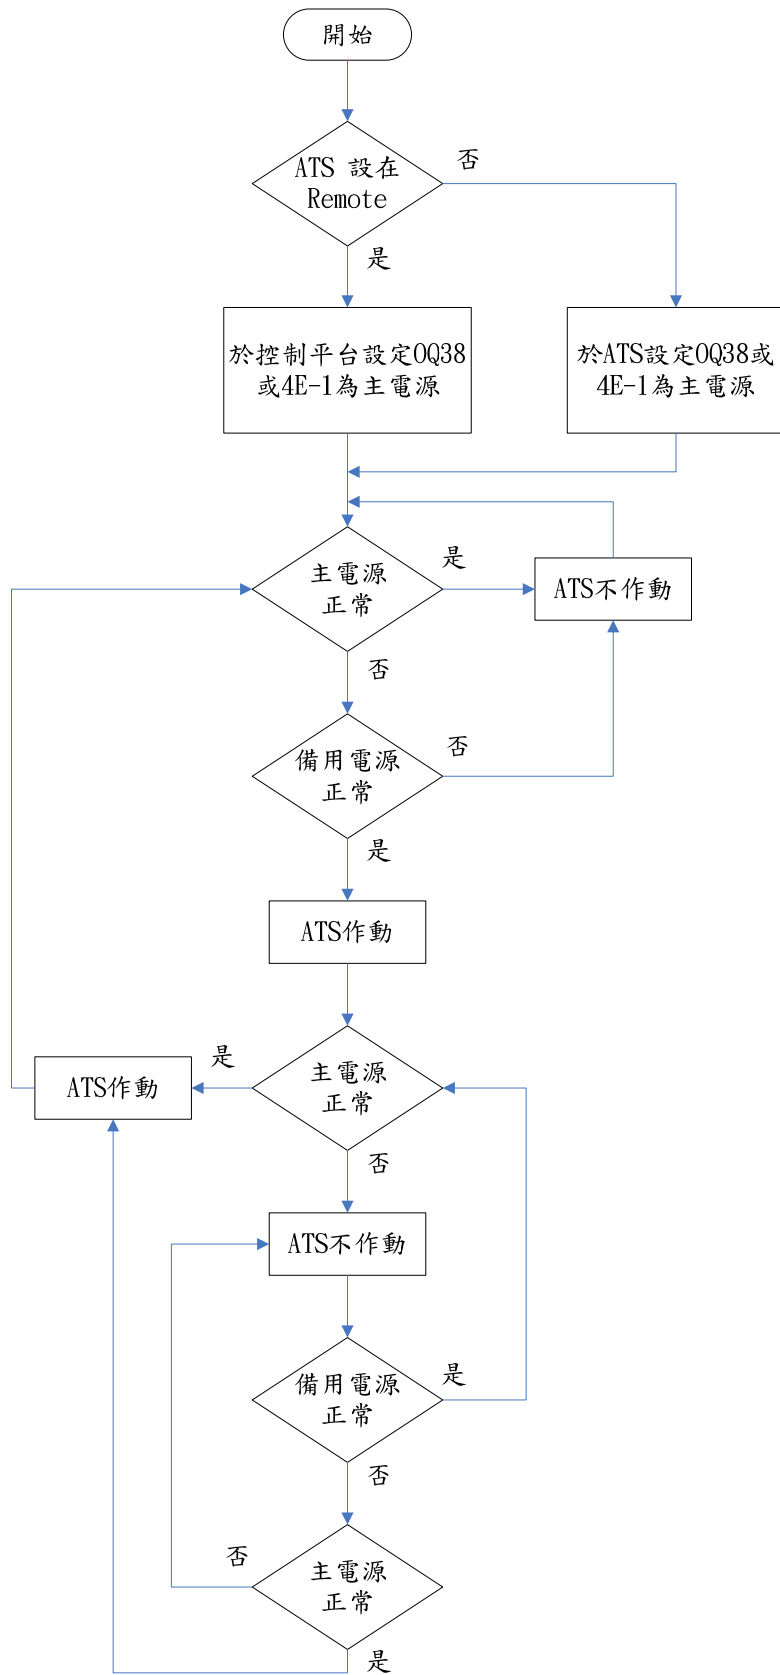 開始
ATS 設在
Remote
否
是
於控制平台設定OQ38
或4E-1為主電源
於ATS設定OQ38或
4E-1為主電源
主電源
正常
是
ATS不作動
否
備用電源
正常
否
是
ATS作動
主電源
正常
是
ATS作動
否
ATS不作動
備用電源
正常
是
否
主電源
正常
否
是